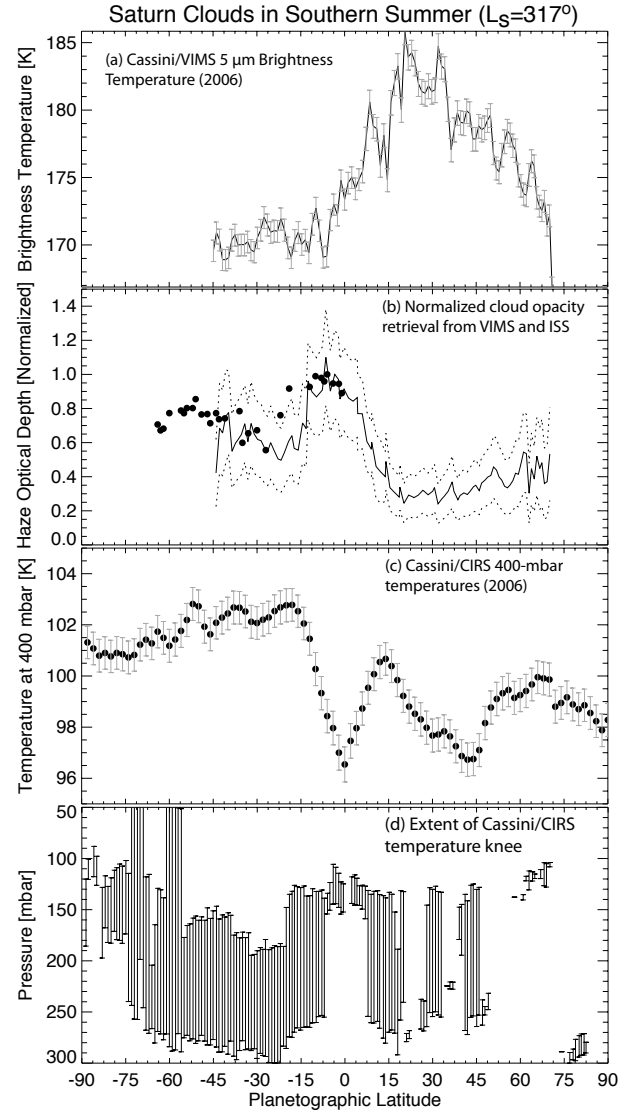 Saturn Clouds in Southern Summer (LS=317o)
185
180
175
170
Brightness Temperature [K]
(a) Cassini/VIMS 5 μm Brightness
Temperature (2006)
1.4
1.2
1.0
0.8
0.6
0.4
0.2
0.0
Haze Optical Depth [Normalized]
(b) Normalized cloud opacity
retrieval from VIMS and ISS
104
102
100
98
96
Temperature at 400 mbar [K]
(c) Cassini/CIRS 400-mbar
temperatures (2006)
50
100
150
200
250
300
Pressure [mbar]
(d) Extent of Cassini/CIRS
temperature knee
-90 -75 -60 -45 -30 -15 0 15 30 45 60 75 90
Planetographic Latitude